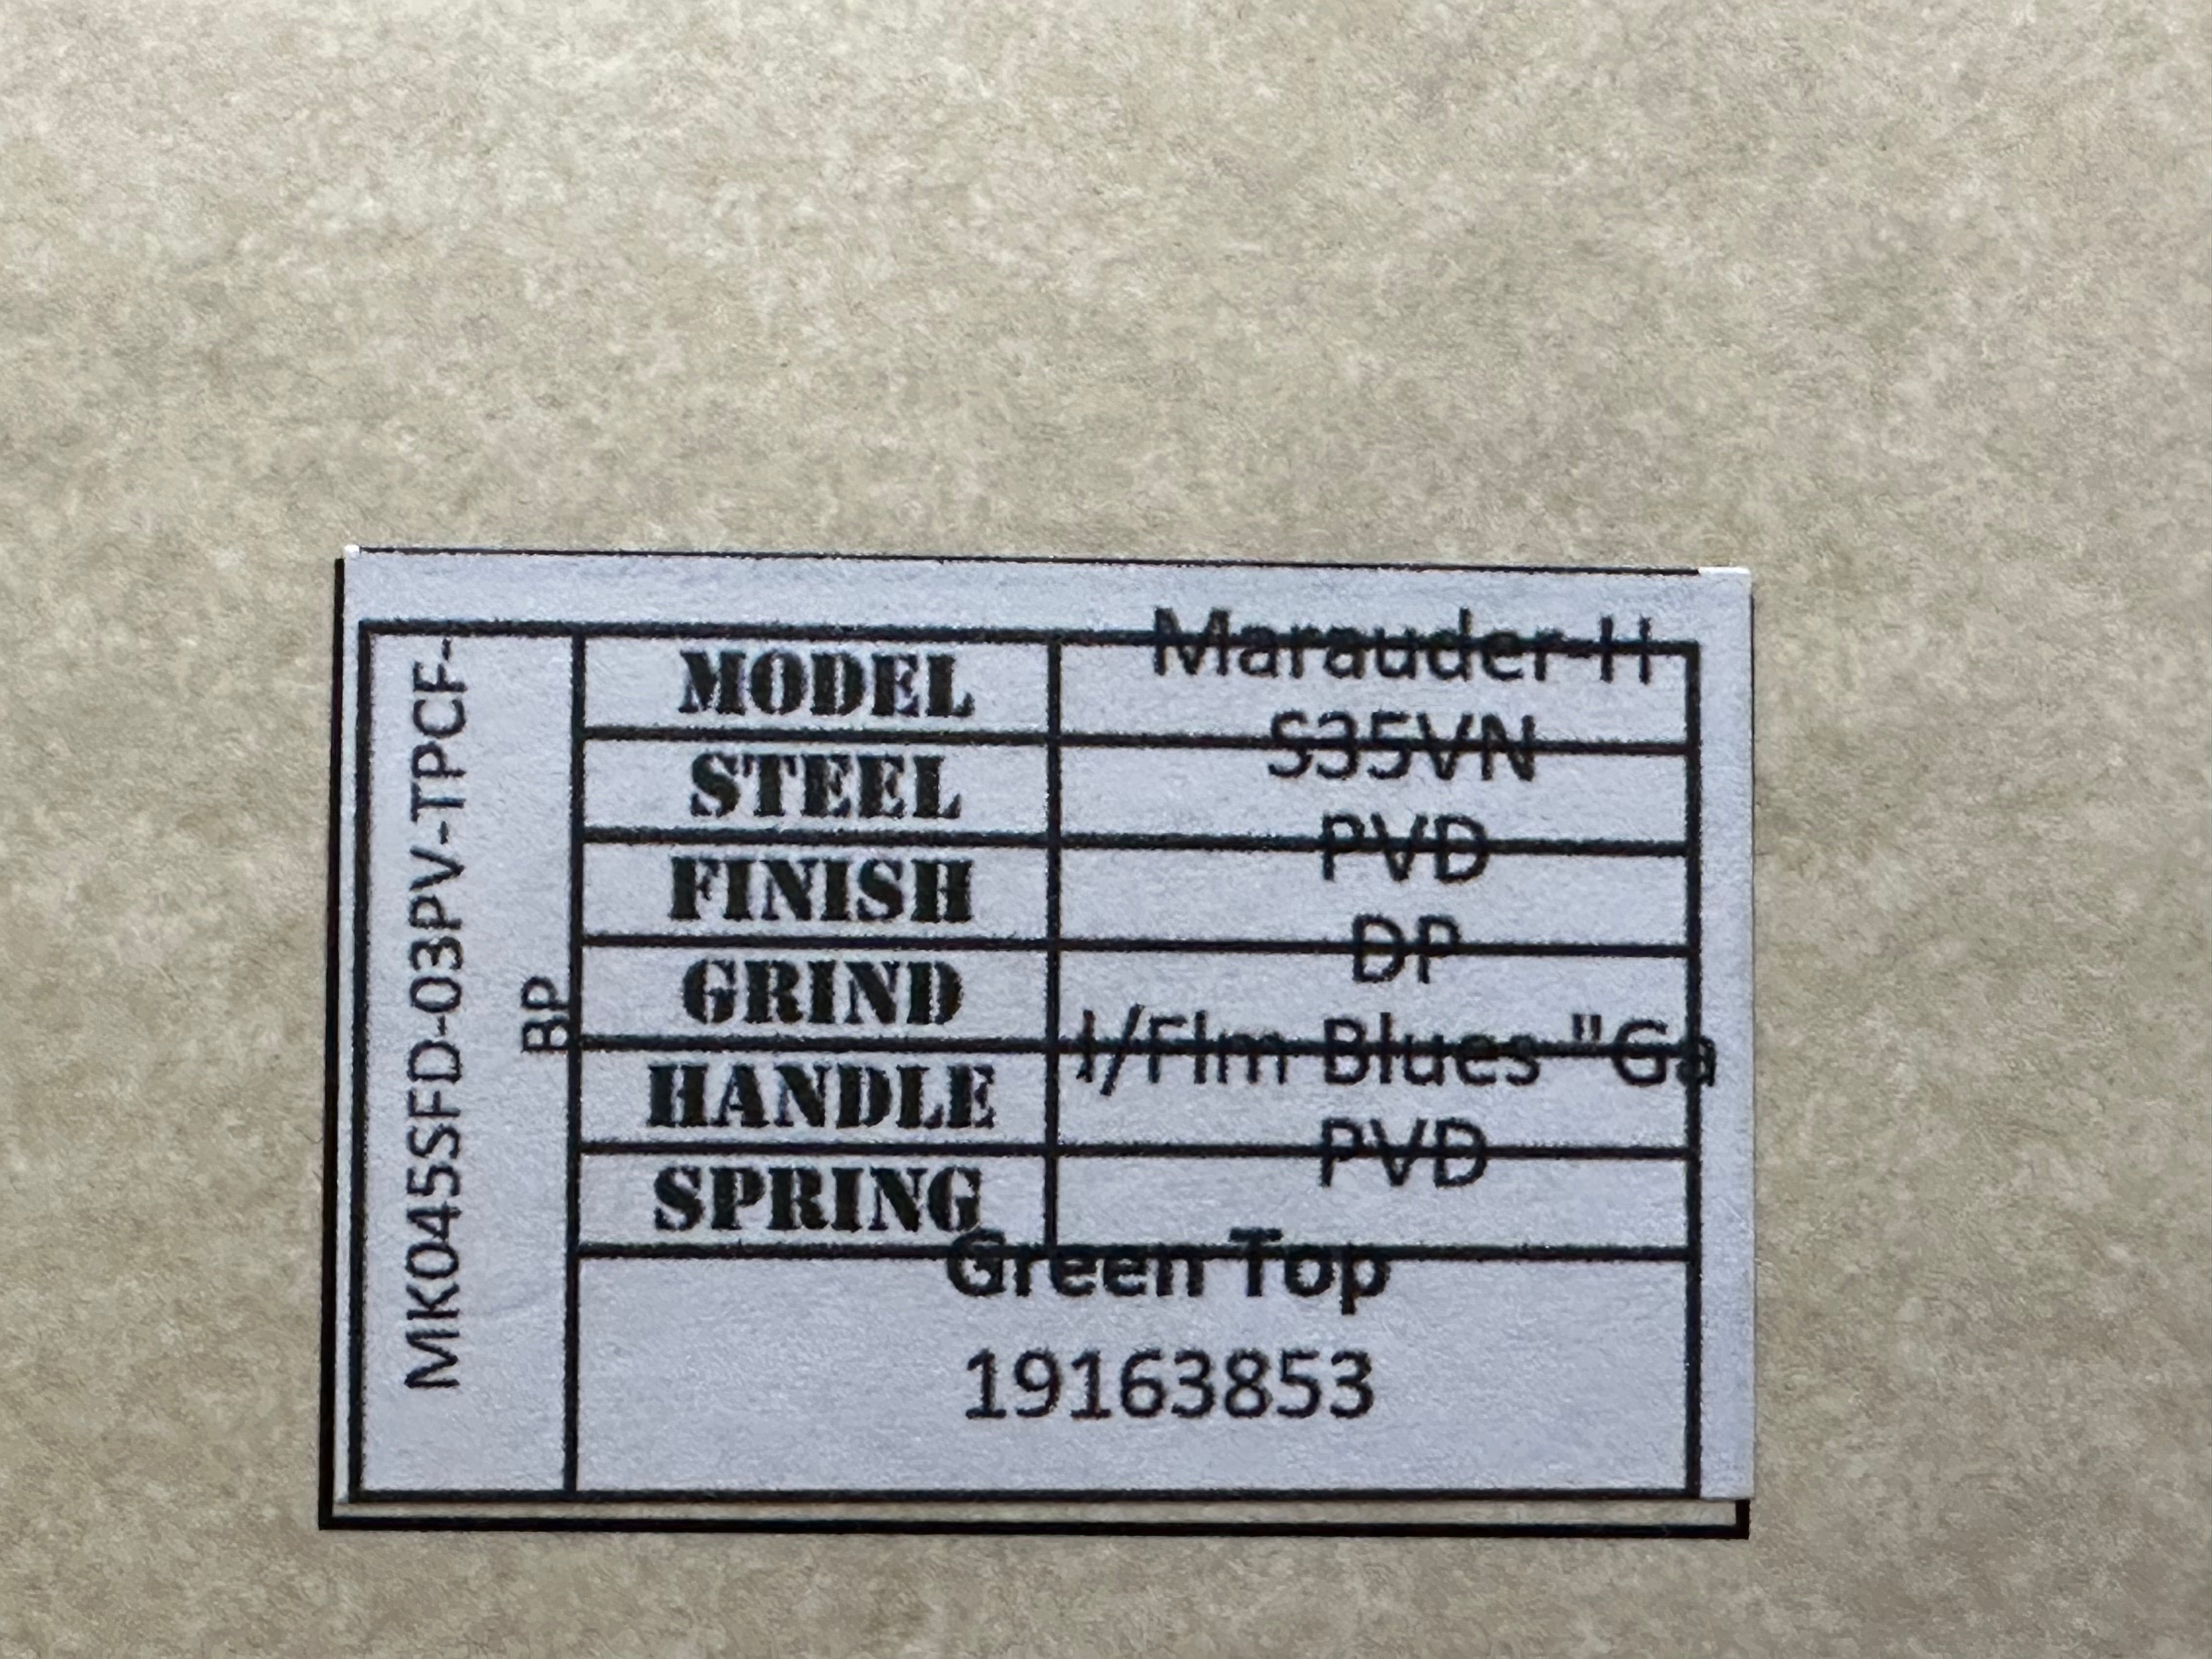 MK045SFD-03PV-TPCF-
BP
MODEL Marauder-H
STEEL S35VN
FINISH PVD
GRIND DP
HANDLE l/Flm Blues "Ga
SPRING PVD
Green Top
19163853